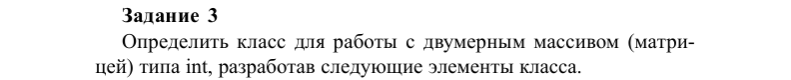 Задание 3
Определить класс для работы с двумерным массивом (матри-
цей) типа int, разработав следующие элементы класса.